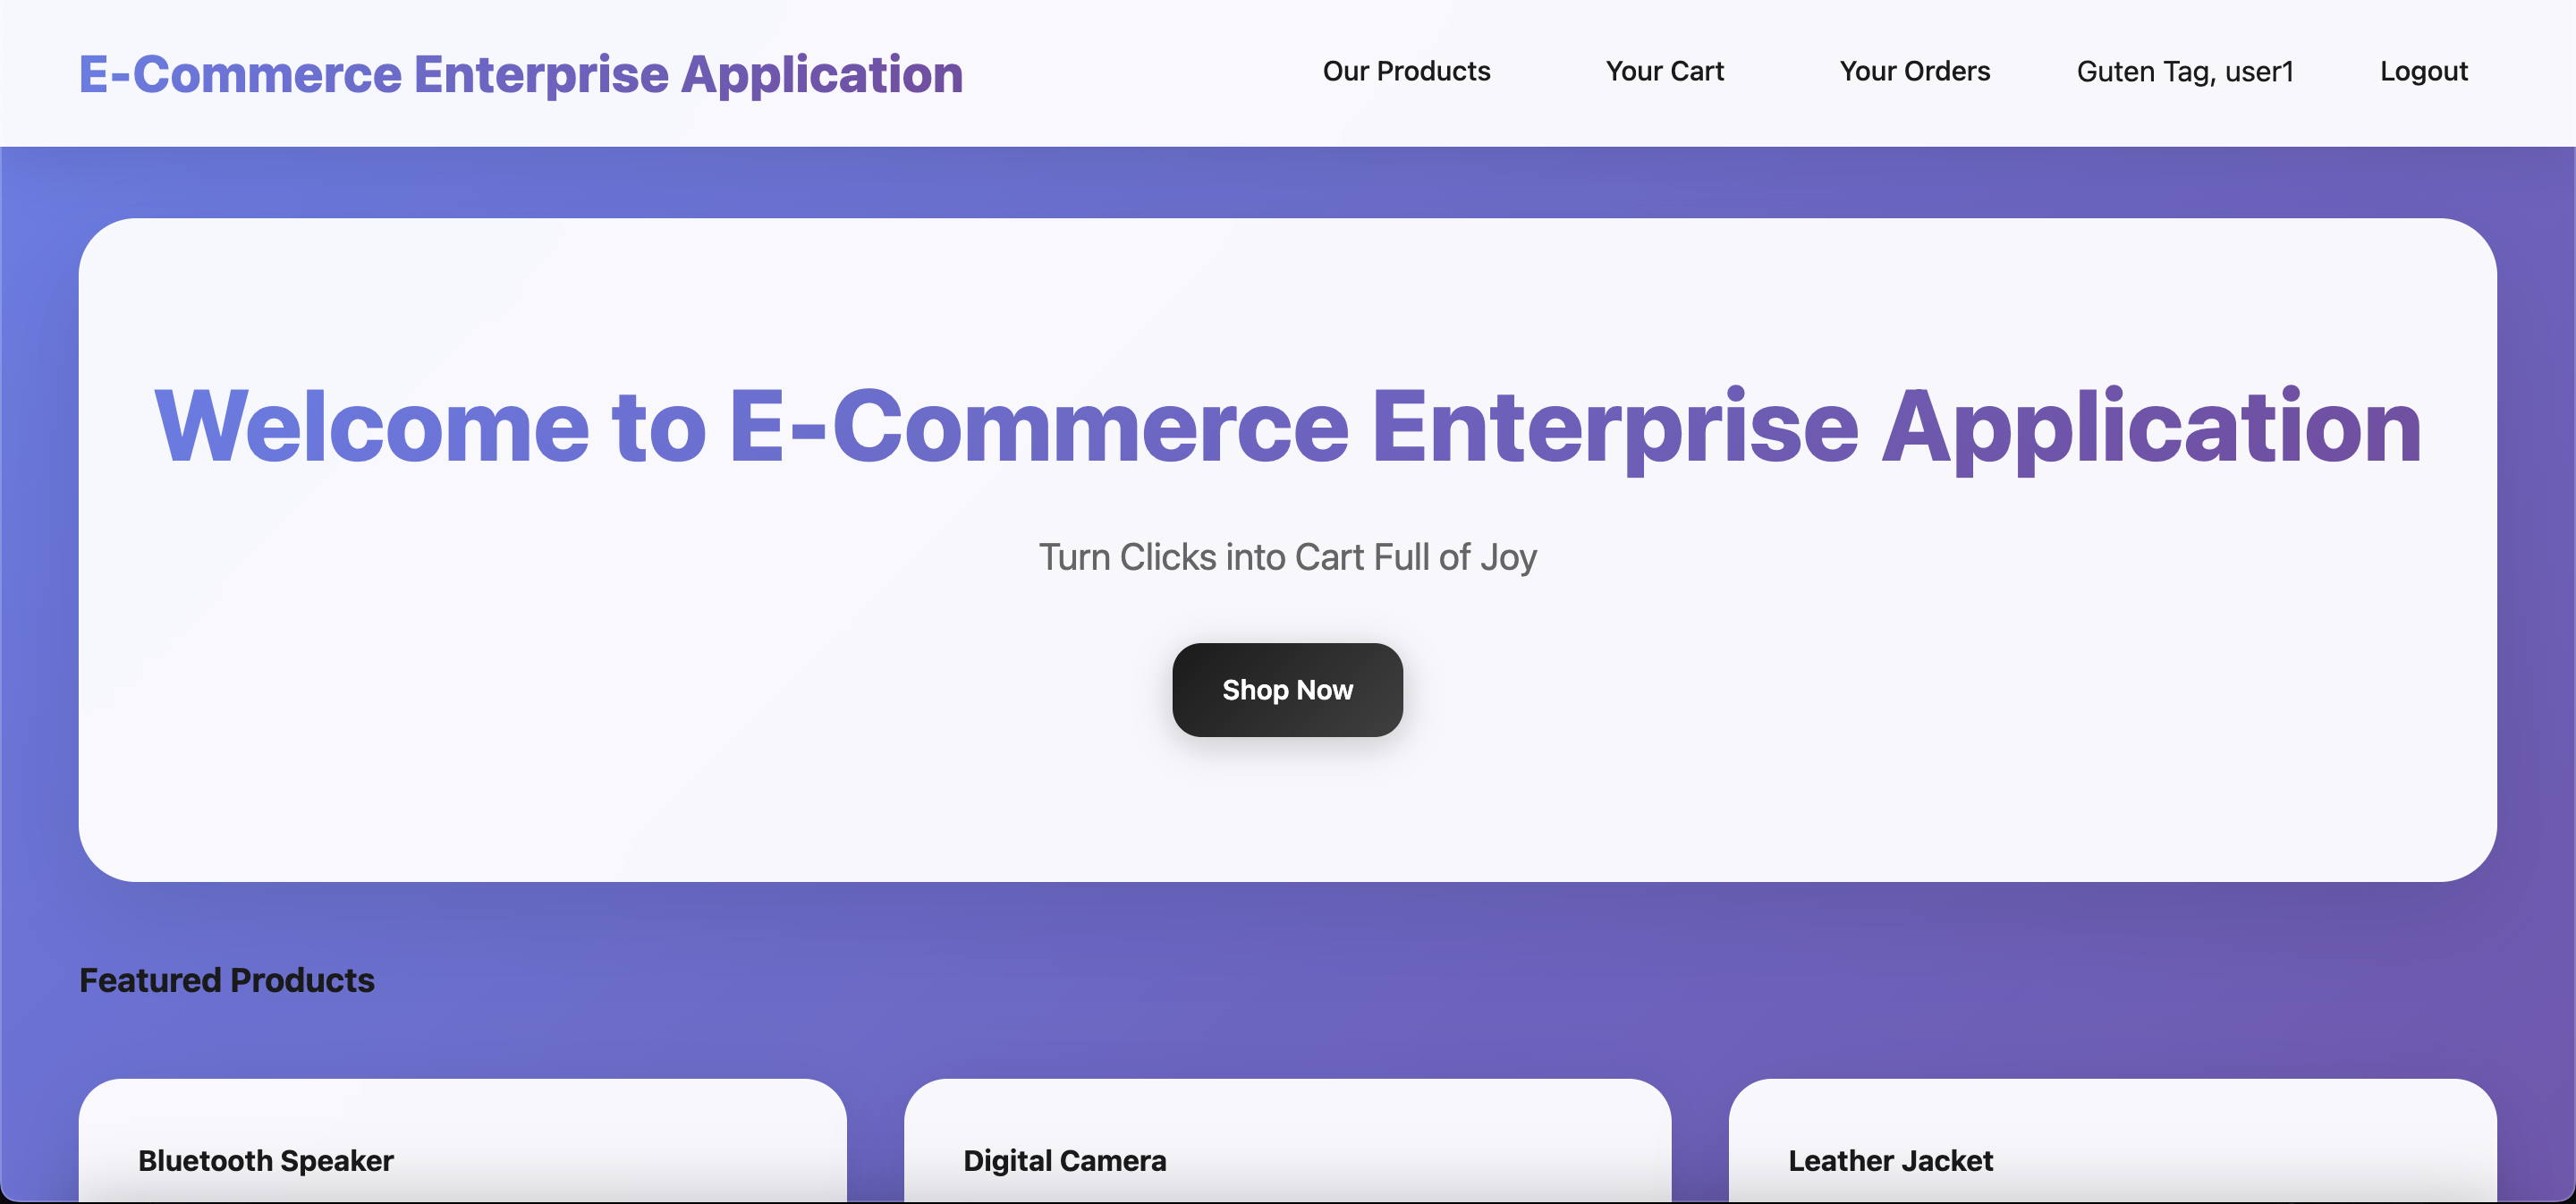 E-Commerce Enterprise Application
Our Products
Your Cart
Your Orders
Guten Tag, user1
Logout
Welcome to E-Commerce Enterprise Application
Turn Clicks into Cart Full of Joy
Shop Now
Featured Products
Bluetooth Speaker
Digital Camera
Leather Jacket